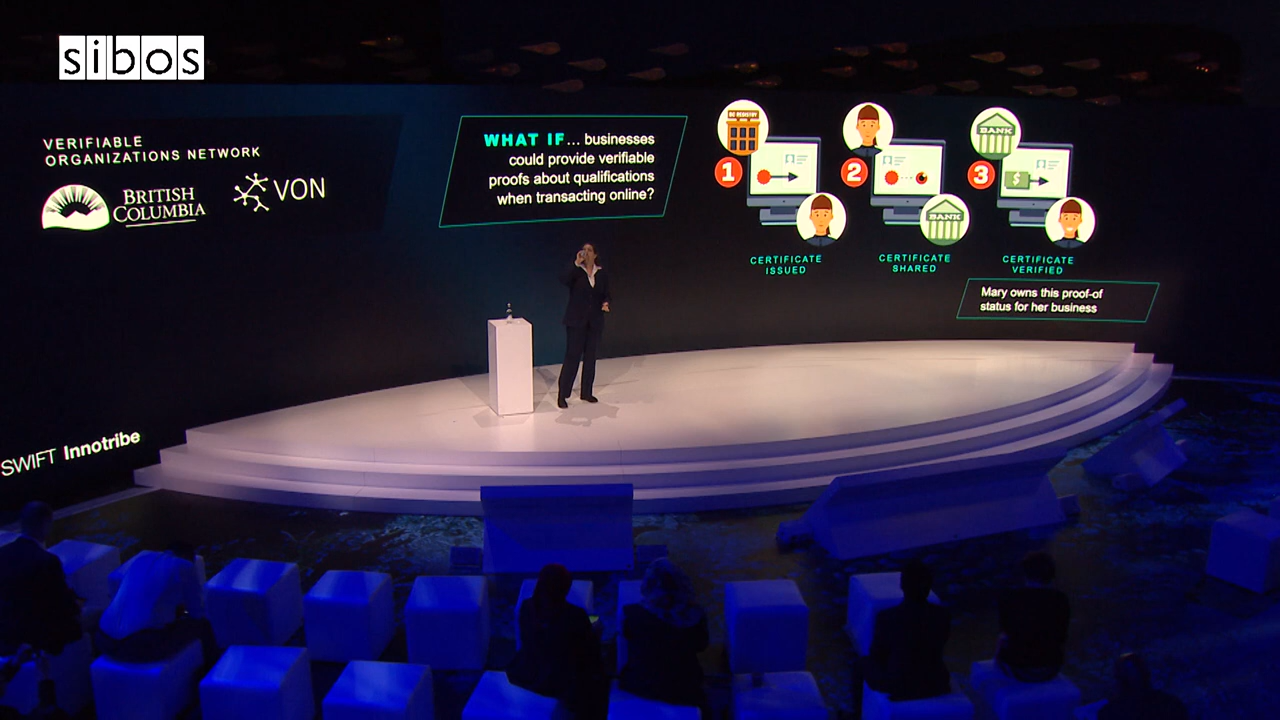 sibos
VERIFIABLE
ORGANIZATIONS NETWORK
BRITISH
COLUMBIA
VON
WHAT IF... businesses
could provide verifiable
proofs about qualifications
when transacting online?
BC REGISTRY
1
CERTIFICATE
ISSUED
2
BANK
CERTIFICATE
SHARED
BANK
3
$
CERTIFICATE
VERIFIED
Mary owns this proof-of
status for her business
SWIFT Innotribe